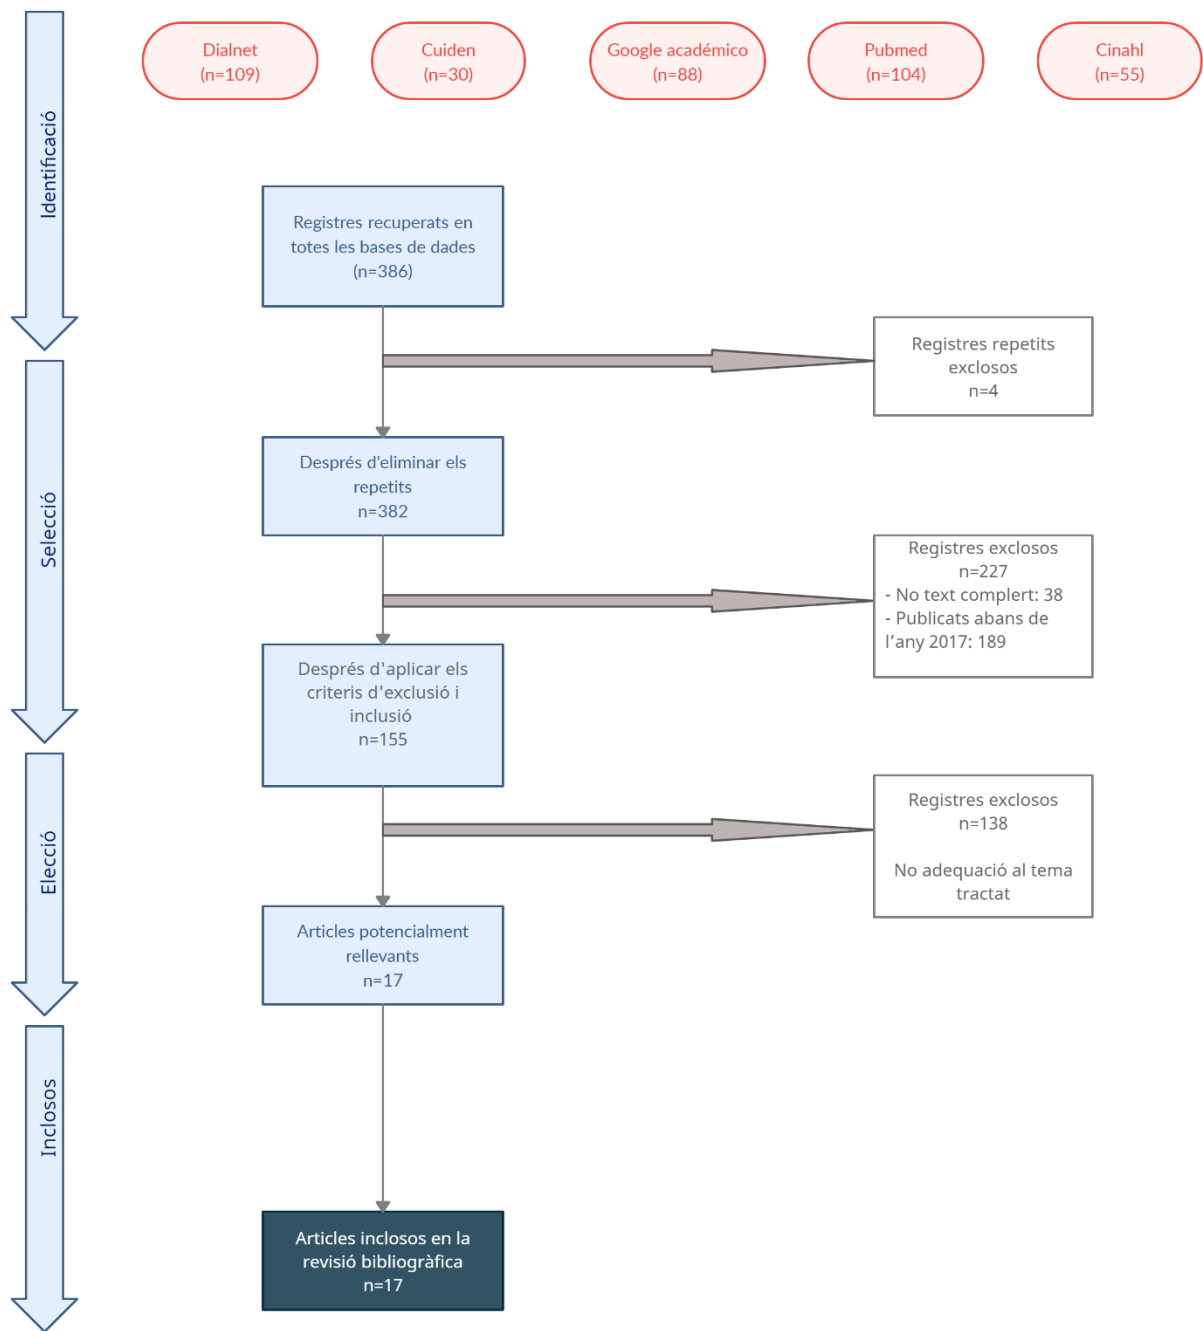 Dialnet
(n=109)
Cuiden
(n=30)
Google académico
(n=88)
Pubmed
(n=104)
Cinahl
(n=55)
Identificació
Registres recuperats en
totes les bases de dades
(n=386)
Registres repetits
exclosos
n=4
Selecció
Després d'eliminar els
repetits
n=382
Registres exclosos
n=227
- No text complert: 38
- Publicats abans de
l’any 2017: 189
Després d'aplicar els
criteris d'exclusió i
inclusió
n=155
Elecció
Registres exclosos
n=138
No adequació al tema
tractat
Articles potencialment
rellevants
n=17
Inclosos
Articles inclosos en la
revisió bibliogràfica
n=17